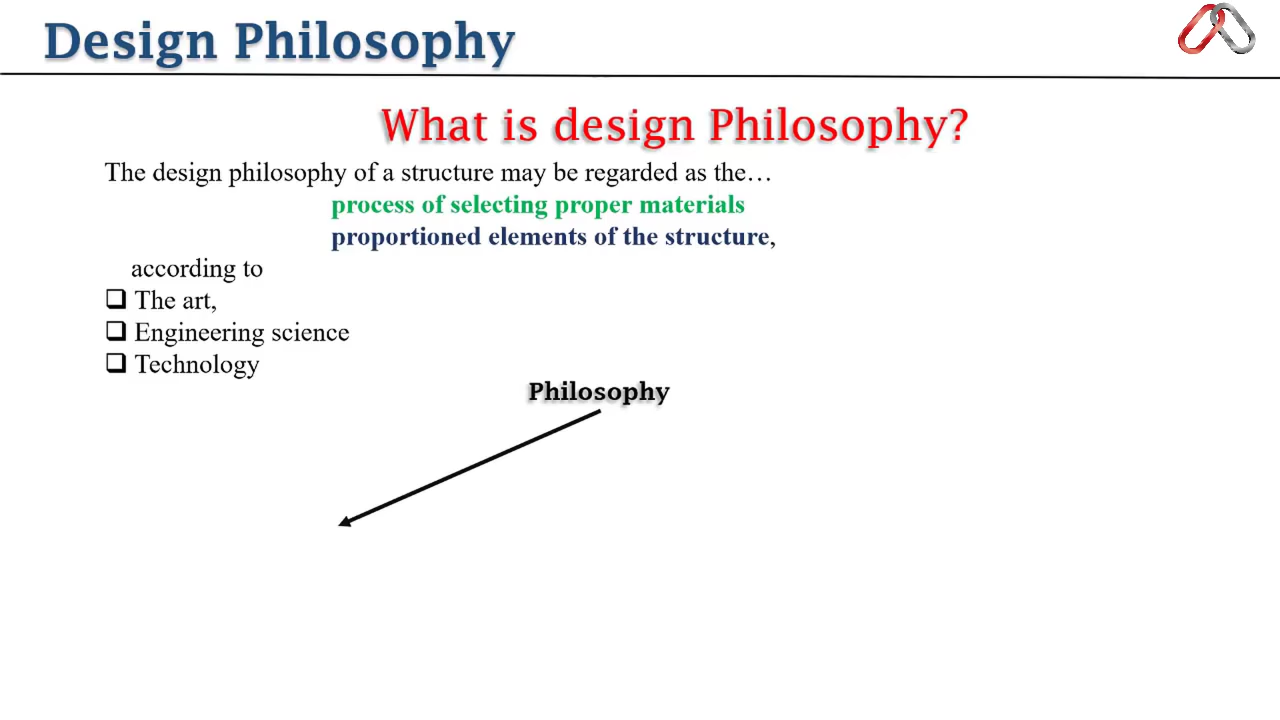 Design Philosophy
What is design Philosophy?
The design philosophy of a structure may be regarded as the…
process of selecting proper materials
proportioned elements of the structure,
according to
❑ The art,
❑ Engineering science
❑ Technology
Philosophy